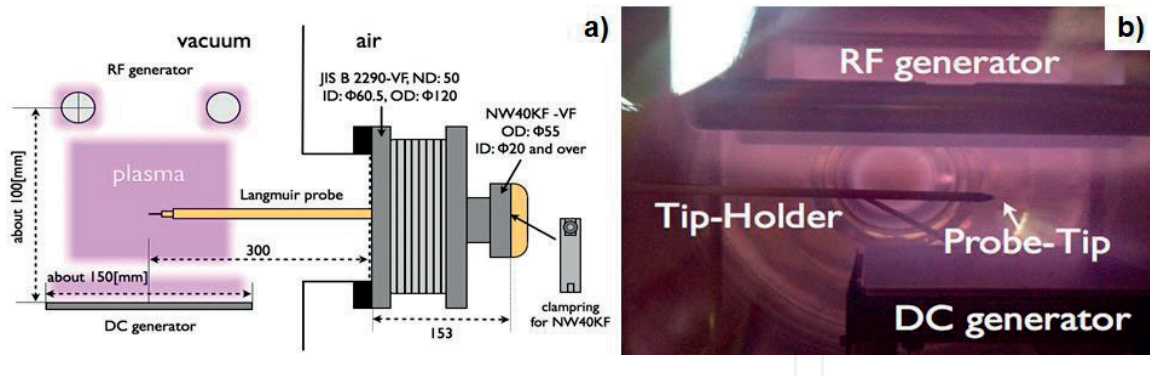 vacuum
air
a)
RF generator
JIS B 2290-VF, ND: 50
ID: Φ60.5, OD: Φ120
NW40KF -VF
OD: Φ55
ID: Φ20 and over
plasma
about 100[mm]
Langmuir probe
300
about 150[mm]
DC generator
153
clampring
for NW40KF
b)
RF generator
Tip-Holder
Probe-Tip
DC generator